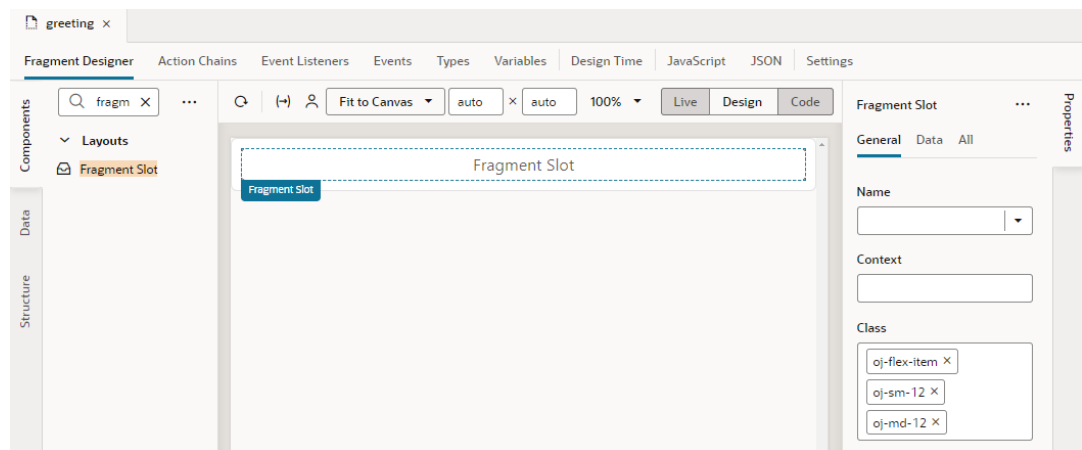 greeting ×
Fragment Designer Action Chains Event Listeners Events Types Variables Design Time JavaScript JSON Settings
Components
Data
Structure
fragm X ...
Layouts
Fragment Slot
Fit to Canvas auto × auto 100% Live Design Code
Fragment Slot
Fragment Slot
Fragment Slot ...
General Data All
Name
Context
Class
oj-flex-item ×
oj-sm-12 ×
oj-md-12 ×
Properties